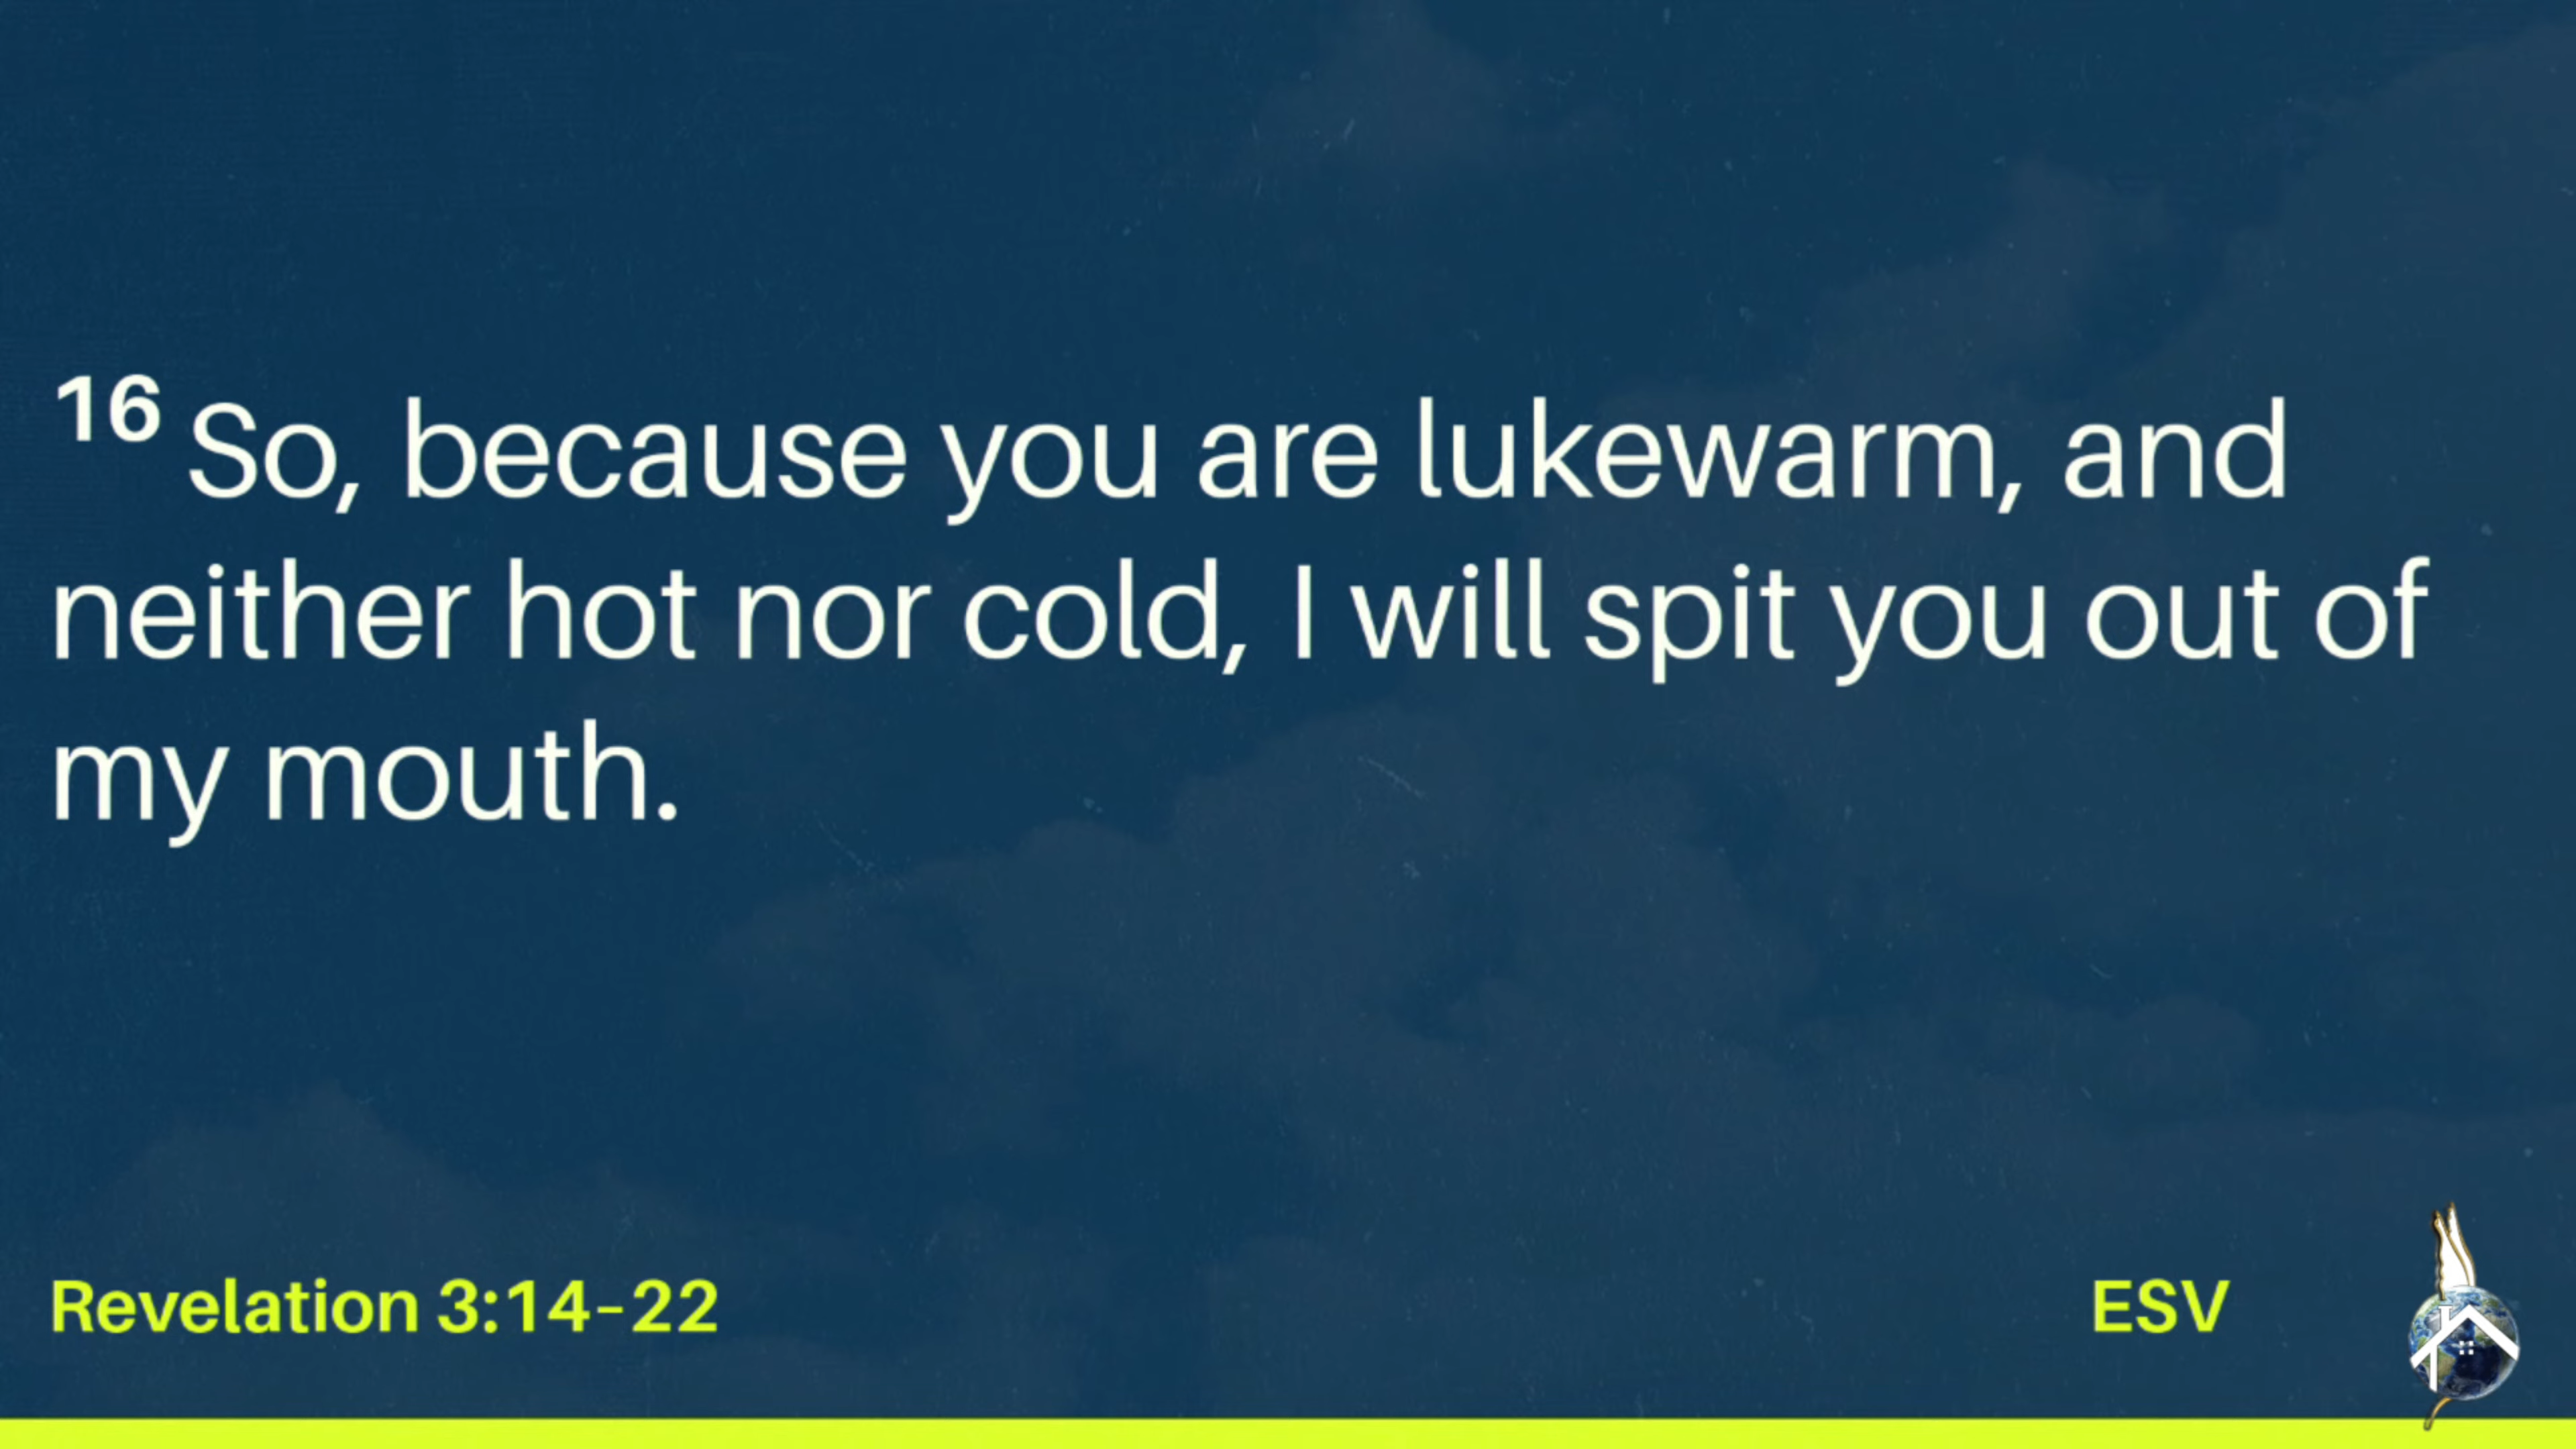 16 So, because you are lukewarm, and
neither hot nor cold, I will spit you out of
my mouth.
Revelation 3:14–22
ESV